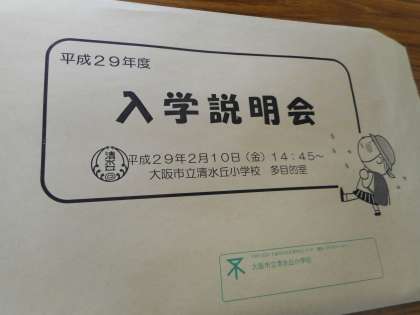 平成29年度
入学説明会
平成29年2月10日(金)14:45~
大阪市立清水丘小学校 多目的室
大阪市立清水丘小学校